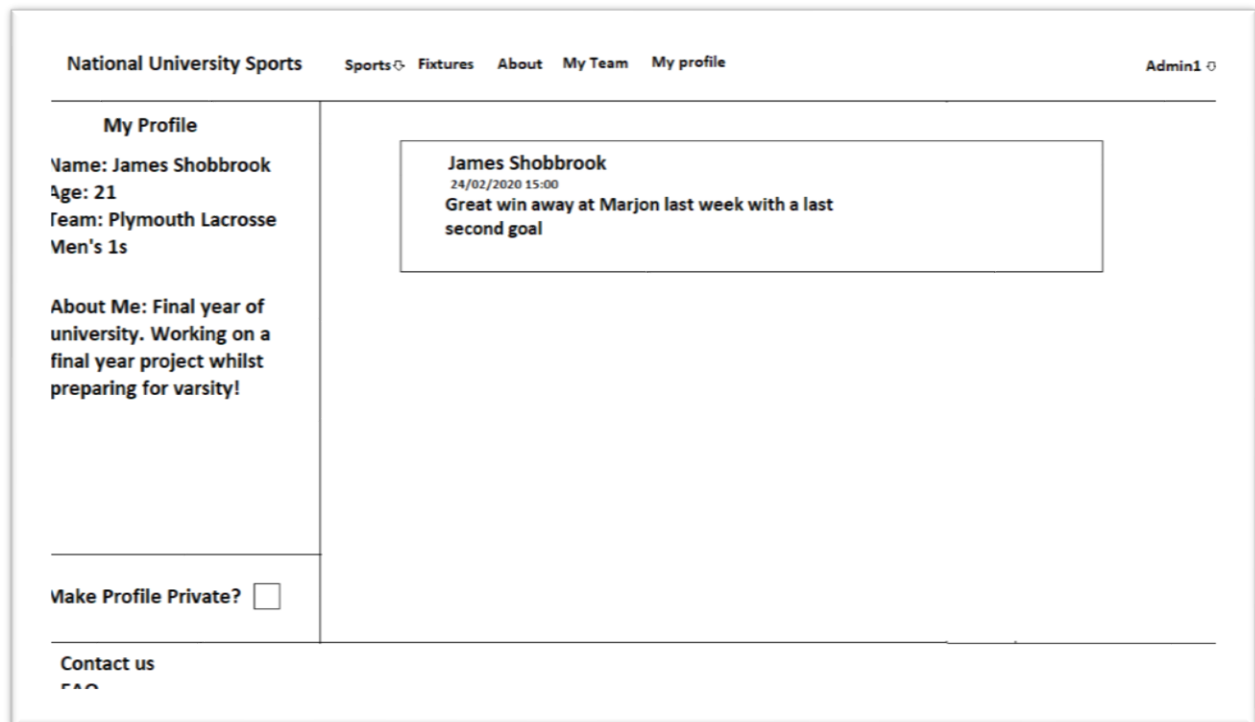 National University Sports Sports Fixtures About My Team My profile Admin1
My Profile
Name: James Shobbrook
Age: 21
Team: Plymouth Lacrosse
Men's 1s
About Me: Final year of
university. Working on a
final year project whilst
preparing for varsity!
Make Profile Private?
James Shobbrook
24/02/2020 15:00
Great win away at Marjon last week with a last
second goal
Contact us
FAQ